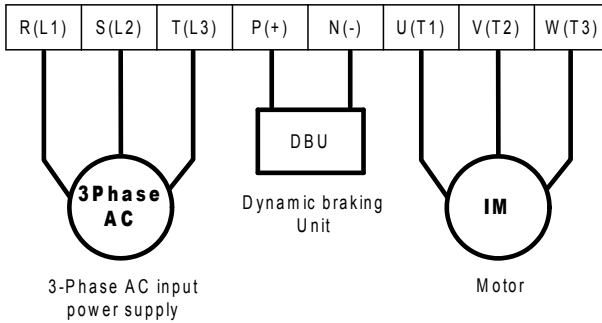 R(L1) S(L2) T(L3) P(+) N(-) U(T1) V(T2) W(T3)
DBU
3Phase
AC
IM
Dynamic braking
Unit
3-Phase AC input
power supply
Motor